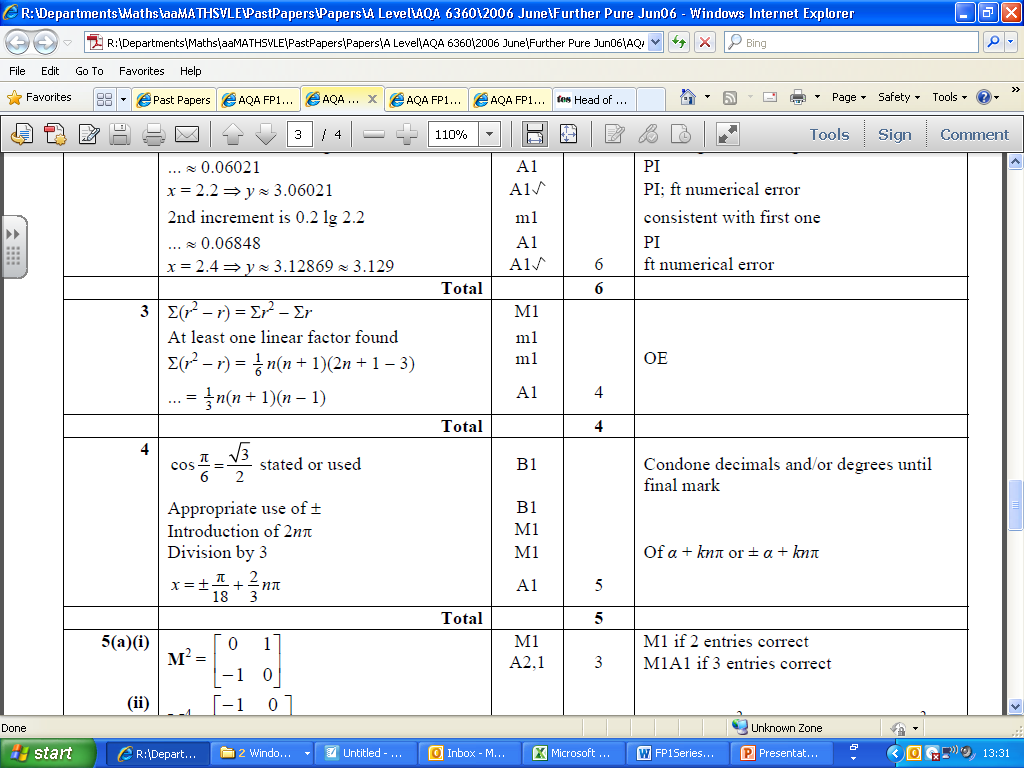 R:\Departments\Maths\aaMATHSVLE\PastPapers\Papers\A Level\AQA 6360\2006 June\Further Pure Jun06 - Windows Internet Explorer
R:\Departments\Maths\aaMATHSVLE\PastPapers\Papers\A Level\AQA 6360\2006 June\Further Pure Jun06\AQA
Bing
File Edit Go To Favorites Help
Favorites Past Papers AQA FP1... AQA ... AQA FP1... AQA FP1... tes Head of ... Page Safety Tools
3 / 4 110% Tools Sign Comment
... ≈ 0.06021 A1 PI
x = 2.2 ⇒ y ≈ 3.06021 A1√ PI; ft numerical error
2nd increment is 0.2 lg 2.2 m1 consistent with first one
... ≈ 0.06848 A1 PI
x = 2.4 ⇒ y ≈ 3.12869 ≈ 3.129 A1√ 6 ft numerical error
Total 6
3 Σ(r² – r) = Σr² – Σr M1
At least one linear factor found m1
Σ(r² – r) = 1/6 n(n + 1)(2n + 1 – 3) m1 OE
... = 1/3 n(n + 1)(n – 1) A1 4
Total 4
4 cos π/6 = √3/2 stated or used B1 Condone decimals and/or degrees until
final mark
Appropriate use of ± B1
Introduction of 2nπ M1
Division by 3 M1 Of α + knπ or ± α + knπ
x = ± π/18 + 2/3 nπ A1 5
Total 5
5(a)(i) M² = [0 1 M1 M1 if 2 entries correct
–1 0] A2,1 3 M1A1 if 3 entries correct
(ii) [–1 0]
Done Unknown Zone
start R:\Depart... 2 Windo... Untitled - ... Inbox - M... Microsoft ... FP1Series... Presentat... 13:31